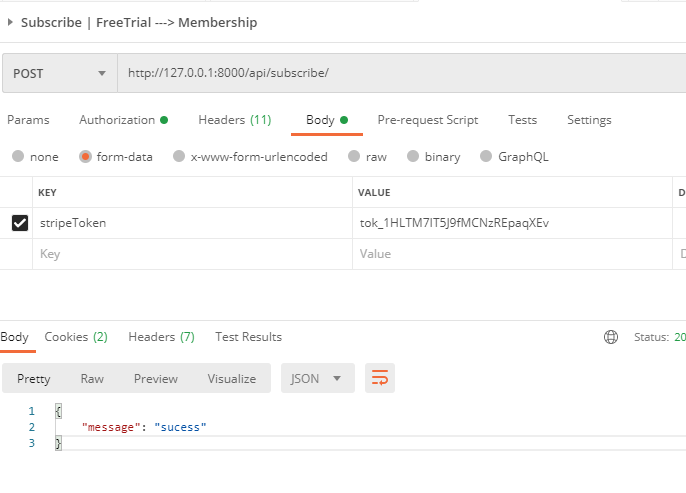 Subscribe | FreeTrial ---> Membership
POST http://127.0.0.1:8000/api/subscribe/
Params Authorization Headers (11) Body Pre-request Script Tests Settings
none form-data x-www-form-urlencoded raw binary GraphQL
KEY VALUE D
stripeToken tok_1HLTM7IT5J9fMCNzREpaqXEv
Key Value D
Body Cookies (2) Headers (7) Test Results Status: 20
Pretty Raw Preview Visualize JSON
1 {
2 "message": "sucess"
3 }